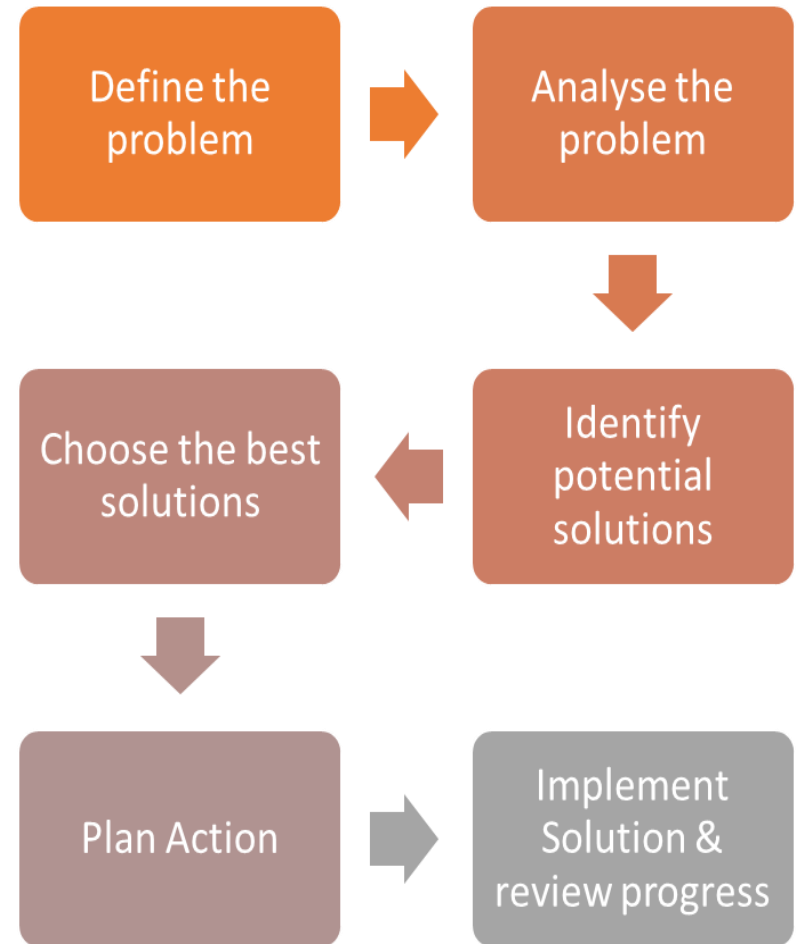 Define the
problem
Analyse the
problem
Identify
potential
solutions
Choose the best
solutions
Plan Action
Implement
Solution &
review progress